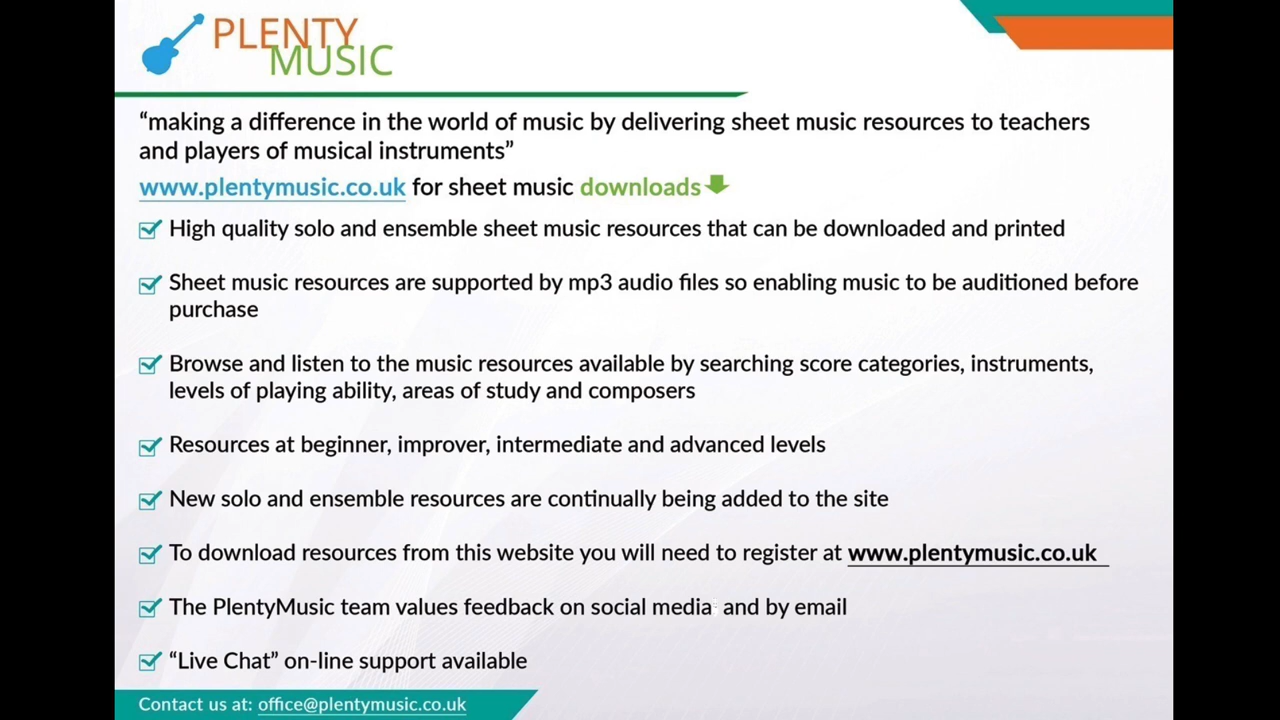 PLENTY
MUSIC
“making a difference in the world of music by delivering sheet music resources to teachers
and players of musical instruments”
www.plentymusic.co.uk for sheet music downloads
High quality solo and ensemble sheet music resources that can be downloaded and printed
Sheet music resources are supported by mp3 audio files so enabling music to be auditioned before
purchase
Browse and listen to the music resources available by searching score categories, instruments,
levels of playing ability, areas of study and composers
Resources at beginner, improver, intermediate and advanced levels
New solo and ensemble resources are continually being added to the site
To download resources from this website you will need to register at www.plentymusic.co.uk
The PlentyMusic team values feedback on social media and by email
“Live Chat” on-line support available
Contact us at: office@plentymusic.co.uk